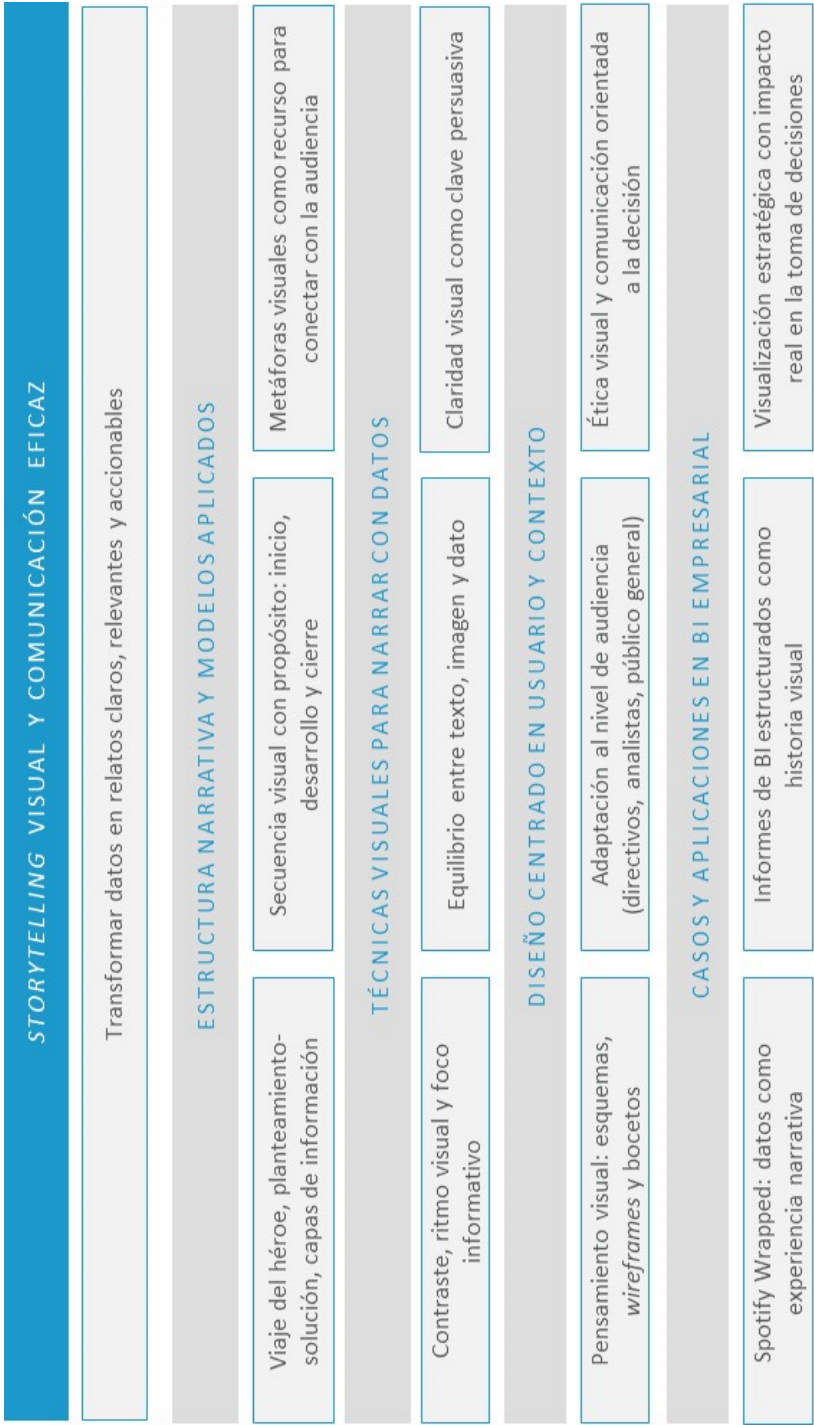 STORYTELLING VISUAL Y COMUNICACIÓN EFICAZ
Transformar datos en relatos claros, relevantes y accionables
ESTRUCTURA NARRATIVA Y MODELOS APLICADOS
Viaje del héroe, planteamiento-
solución, capas de información
Secuencia visual con propósito: inicio,
desarrollo y cierre
Metáforas visuales como recurso para
conectar con la audiencia
TÉCNICAS VISUALES PARA NARRAR CON DATOS
Contraste, ritmo visual y foco
informativo
Equilibrio entre texto, imagen y dato
Claridad visual como clave persuasiva
DISEÑO CENTRADO EN USUARIO Y CONTEXTO
Pensamiento visual: esquemas,
wireframes y bocetos
Adaptación al nivel de audiencia
(directivos, analistas, público general)
Ética visual y comunicación orientada
a la decisión
CASOS Y APLICACIONES EN BI EMPRESARIAL
Spotify Wrapped: datos como
experiencia narrativa
Informes de BI estructurados como
historia visual
Visualización estratégica con impacto
real en la toma de decisiones